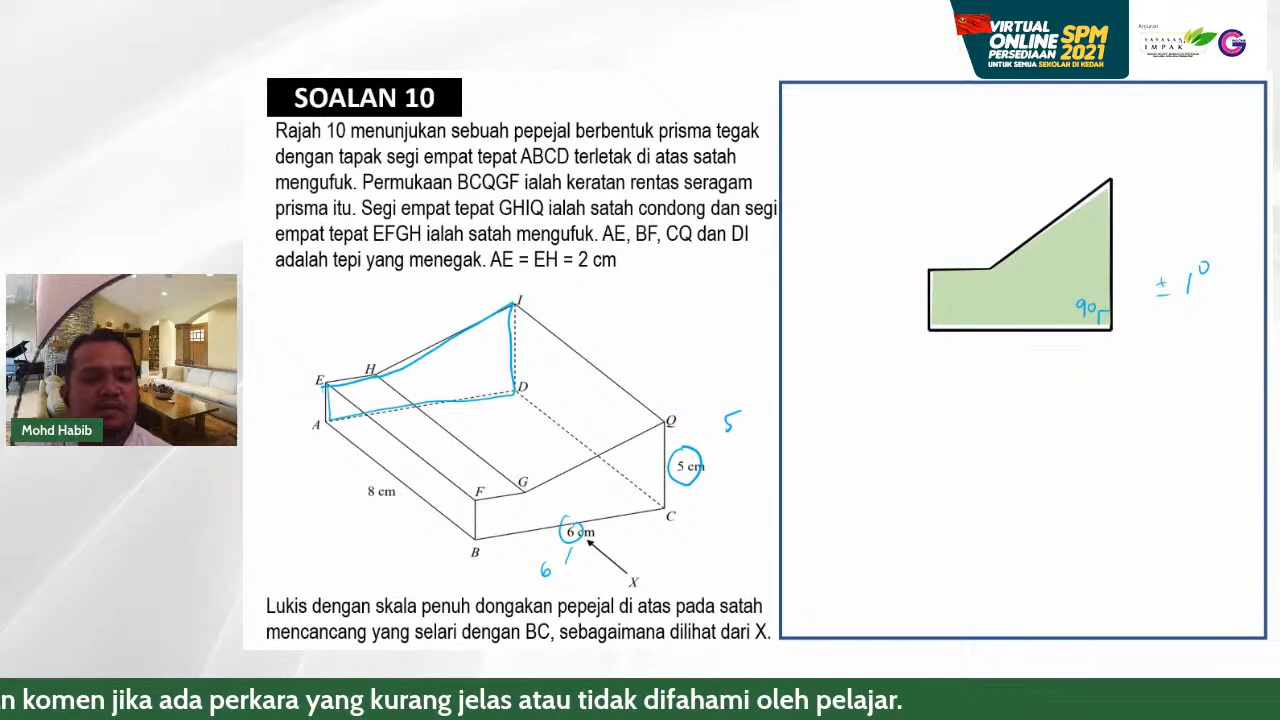 VIRTUAL
ONLINE
PERSEDIAAN
SPM
2021
UNTUK SEMUA SEKOLAH DI KEDAH
Anjuran
YAYASAN
IMPAK
SOALAN 10
Rajah 10 menunjukan sebuah pepejal berbentuk prisma tegak
dengan tapak segi empat tepat ABCD terletak di atas satah
mengufuk. Permukaan BCQGF ialah keratan rentas seragam
prisma itu. Segi empat tepat GHIQ ialah satah condong dan segi
empat tepat EFGH ialah satah mengufuk. AE, BF, CQ dan DI
adalah tepi yang menegak. AE = EH = 2 cm
I
H
E
D
A
Q
5
5 cm
8 cm
G
F
C
6 cm
B
6
X
Lukis dengan skala penuh dongakan pepejal di atas pada satah
mencancang yang selari dengan BC, sebagaimana dilihat dari X.
90
± 1°
Mohd Habib
n komen jika ada perkara yang kurang jelas atau tidak difahami oleh pelajar.